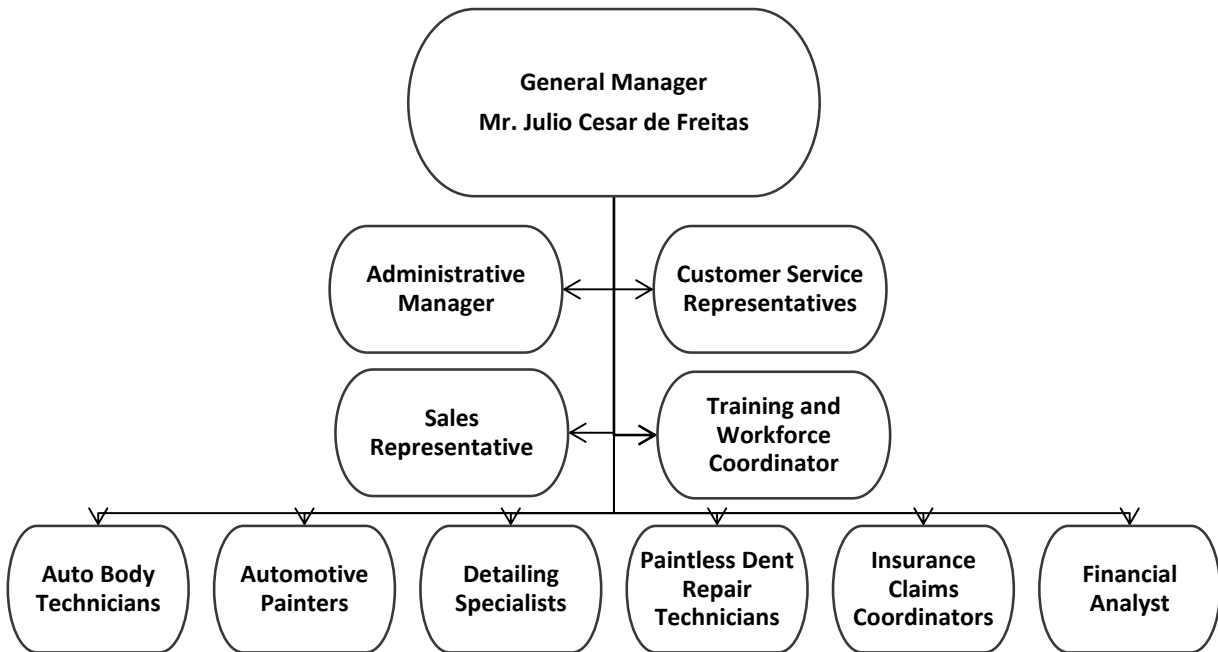 General Manager
Mr. Julio Cesar de Freitas
Administrative
Manager
Customer Service
Representatives
Sales
Representative
Training and
Workforce
Coordinator
Auto Body
Technicians
Automotive
Painters
Detailing
Specialists
Paintless Dent
Repair
Technicians
Insurance
Claims
Coordinators
Financial
Analyst